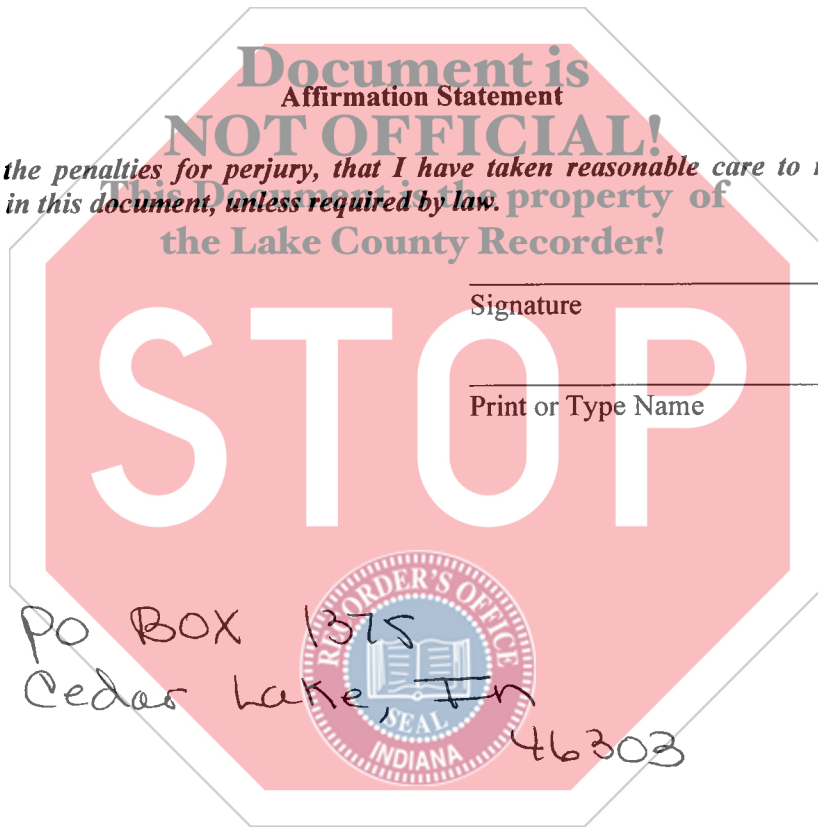 Document is
Affirmation Statement
NOT OFFICIAL!
the penalties for perjury, that I have taken reasonable care to
This Document is the property of
in this document, unless required by law.
the Lake County Recorder!
Signature
STOP
Print or Type Name
RECORDER'S OFFICE
PO BOX 1375
Cedar Lake, In
SEAL
46303
INDIANA